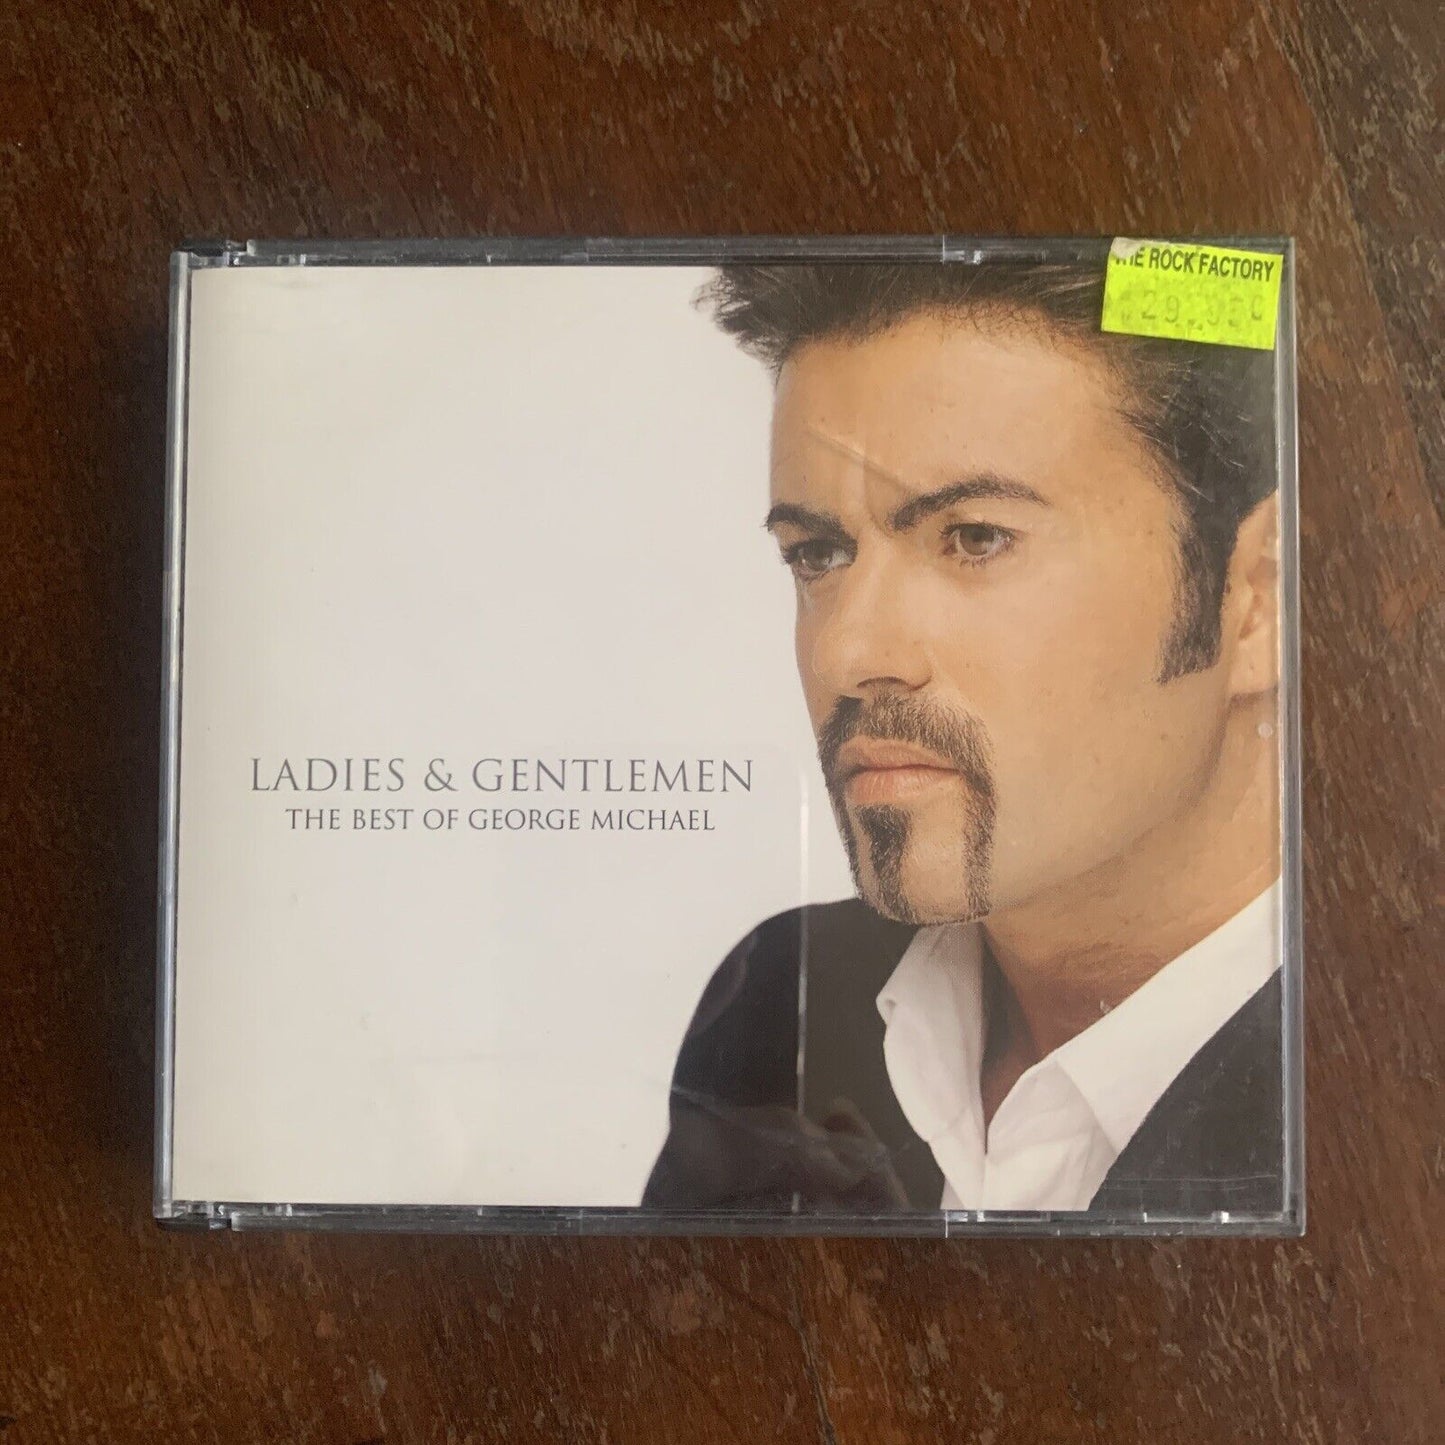 THE ROCK FACTORY
LADIES & GENTLEMEN
THE BEST OF GEORGE MICHAEL